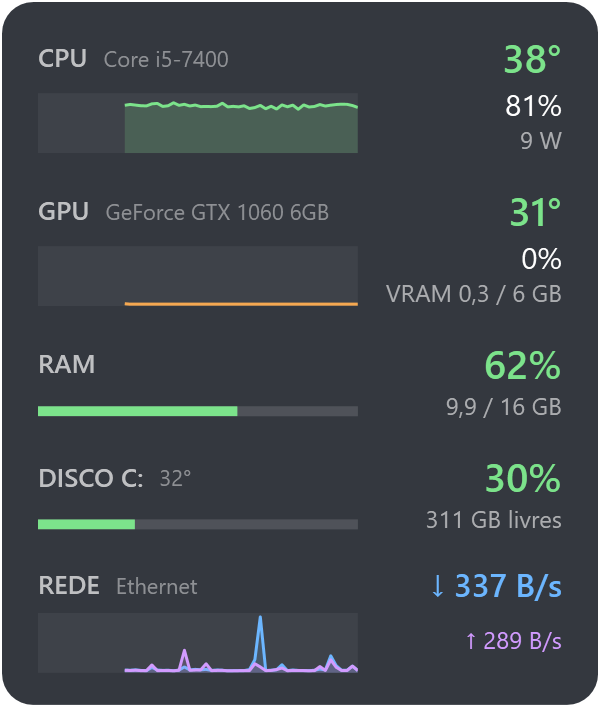 CPU Core i5-7400 38°
81%
9 W
GPU GeForce GTX 1060 6GB 31°
0%
VRAM 0,3 / 6 GB
RAM 62%
9,9 / 16 GB
DISCO C: 32° 30%
311 GB livres
REDE Ethernet ↓ 337 B/s
↑ 289 B/s